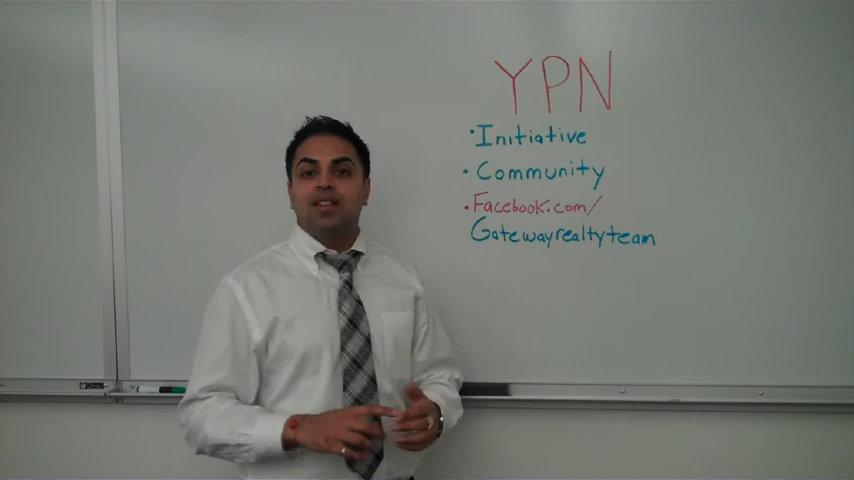 YPN
• Initiative
• Community
• Facebook.com/
Gatewayrealtyteam